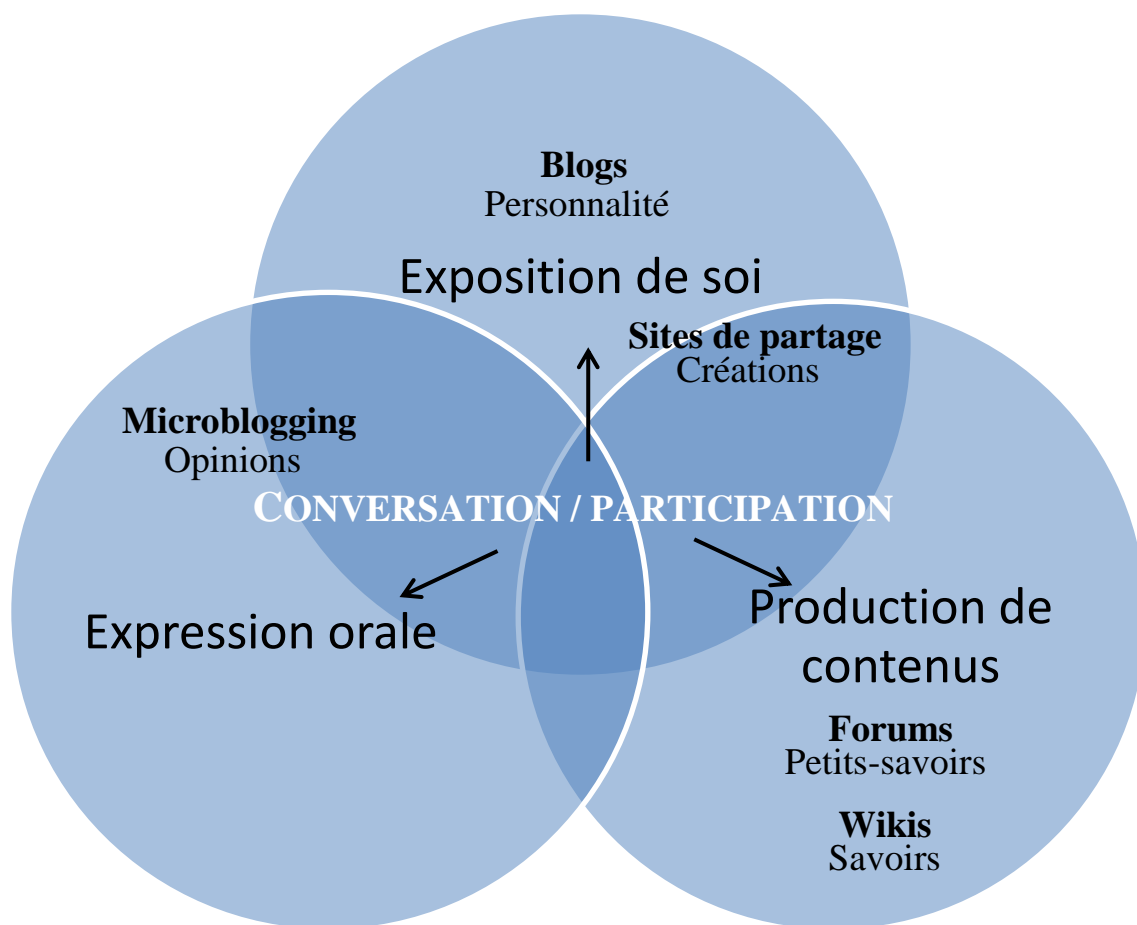 Blogs
Personnalité
Exposition de soi
Sites de partage
Créations
Microblogging
Opinions
CONVERSATION / PARTICIPATION
Expression orale
Production de
contenus
Forums
Petits-savoirs
Wikis
Savoirs